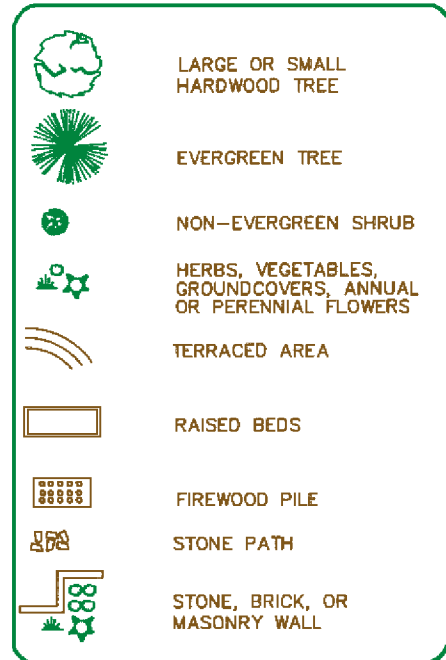 LARGE OR SMALL
HARDWOOD TREE
EVERGREEN TREE
NON-EVERGREEN SHRUB
HERBS, VEGETABLES,
GROUNDCOVERS, ANNUAL
OR PERENNIAL FLOWERS
TERRACED AREA
RAISED BEDS
FIREWOOD PILE
STONE PATH
STONE, BRICK, OR
MASONRY WALL